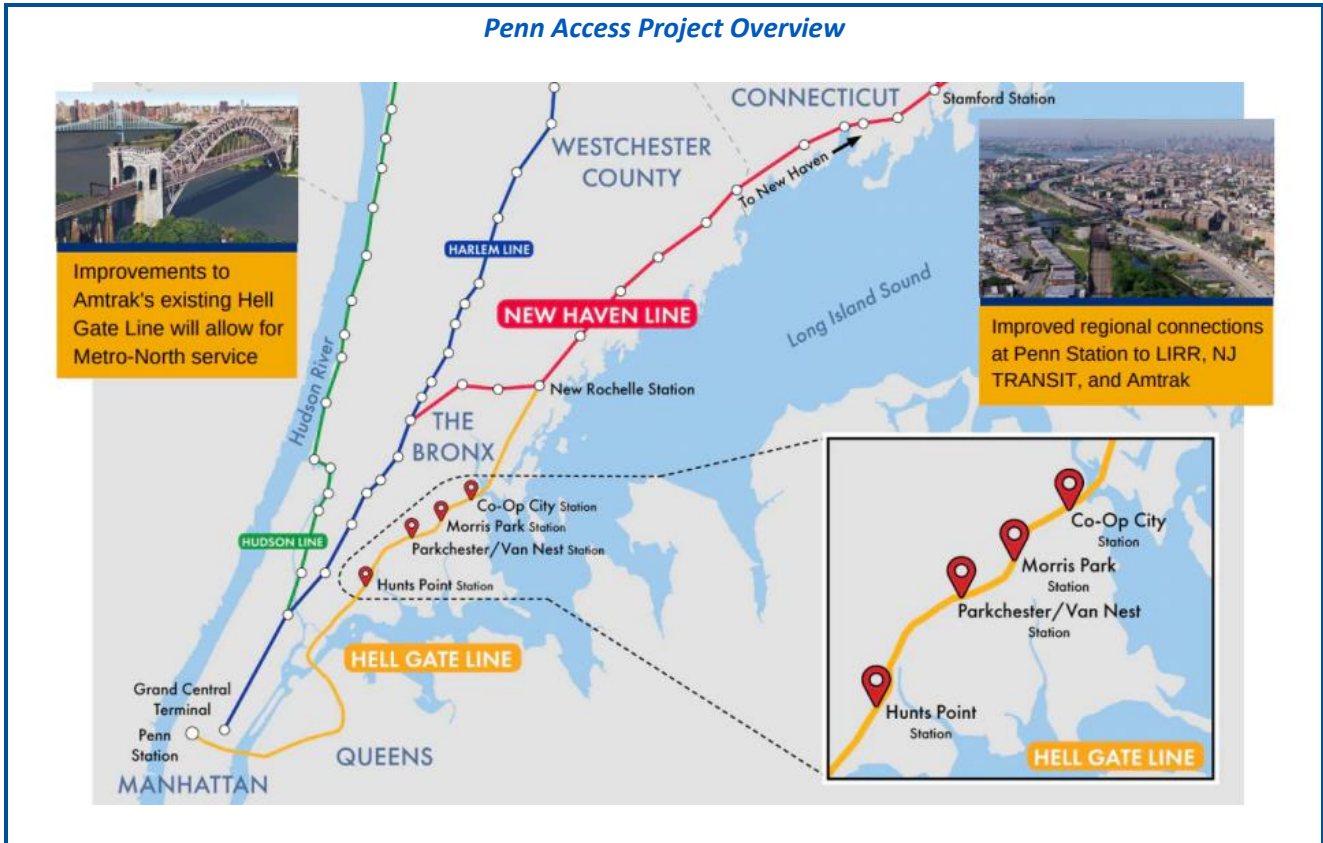 Penn Access Project Overview
CONNECTICUT
Stamford Station
WESTCHESTER
COUNTY
To New Haven
HARLEM LINE
Improvements to
Amtrak's existing Hell
Gate Line will allow for
Metro-North service
NEW HAVEN LINE
Long Island Sound
Improved regional connections
at Penn Station to LIRR, NJ
TRANSIT, and Amtrak
Hudson River
New Rochelle Station
THE
BRONX
Co-Op City Station
Morris Park Station
Parkchester/Van Nest Station
HUDSON LINE
Hunts Point Station
HELL GATE LINE
Grand Central
Terminal
Penn
Station
QUEENS
MANHATTAN
Co-Op City
Station
Morris Park
Station
Parkchester/Van Nest
Station
Hunts Point
Station
HELL GATE LINE